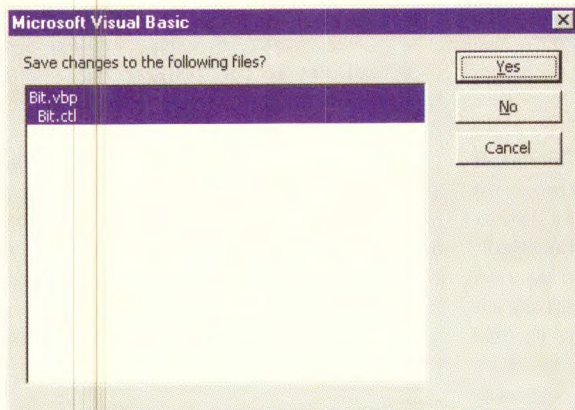 Microsoft Visual Basic
Save changes to the following files?
Bit.vbp
Bit.ctl
Yes
No
Cancel